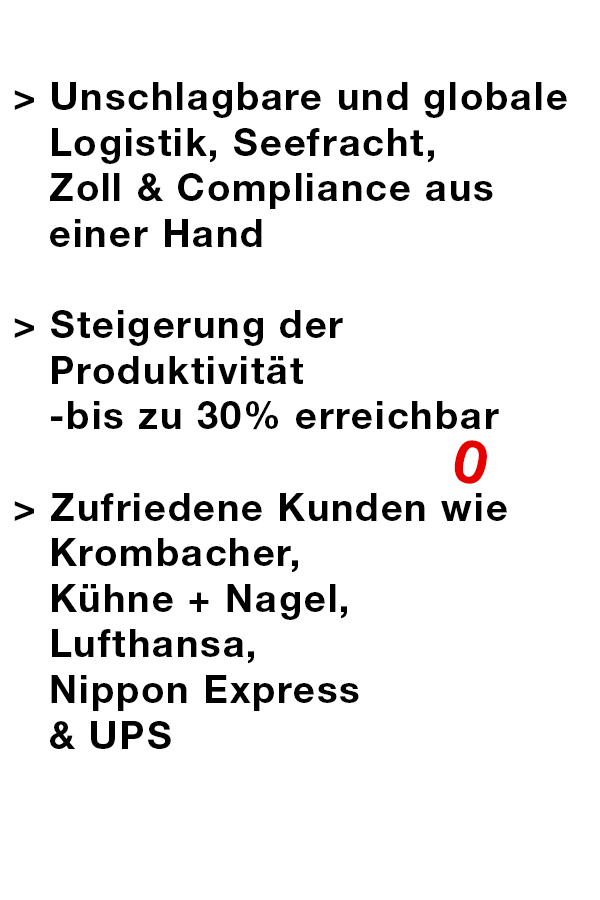 > Unschlagbare und globale
Logistik, Seefracht,
Zoll & Compliance aus
einer Hand
> Steigerung der
Produktivität
-bis zu 30% erreichbar
0
> Zufriedene Kunden wie
Krombacher,
Kühne + Nagel,
Lufthansa,
Nippon Express
& UPS